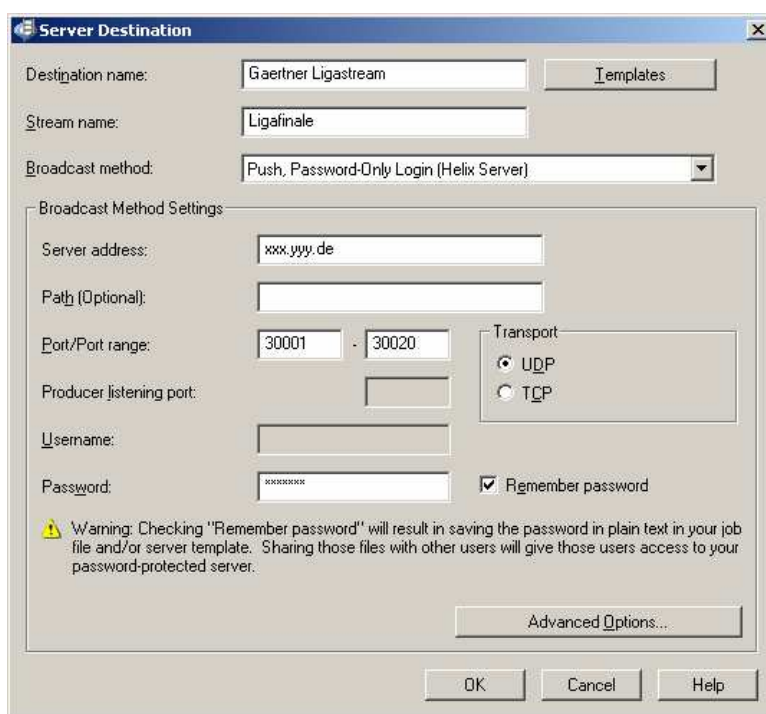 Server Destination
Destination name: Gaertner Ligastream Templates
Stream name: Ligafinale
Broadcast method: Push, Password-Only Login (Helix Server)
Broadcast Method Settings
Server address: xxx.yyy.de
Path (Optional):
Port/Port range: 30001 - 30020
Transport
UDP
TCP
Producer listening port:
Username:
Password: ******* Remember password
Warning: Checking "Remember password" will result in saving the password in plain text in your job
file and/or server template. Sharing those files with other users will give those users access to your
password-protected server.
Advanced Options...
OK Cancel Help